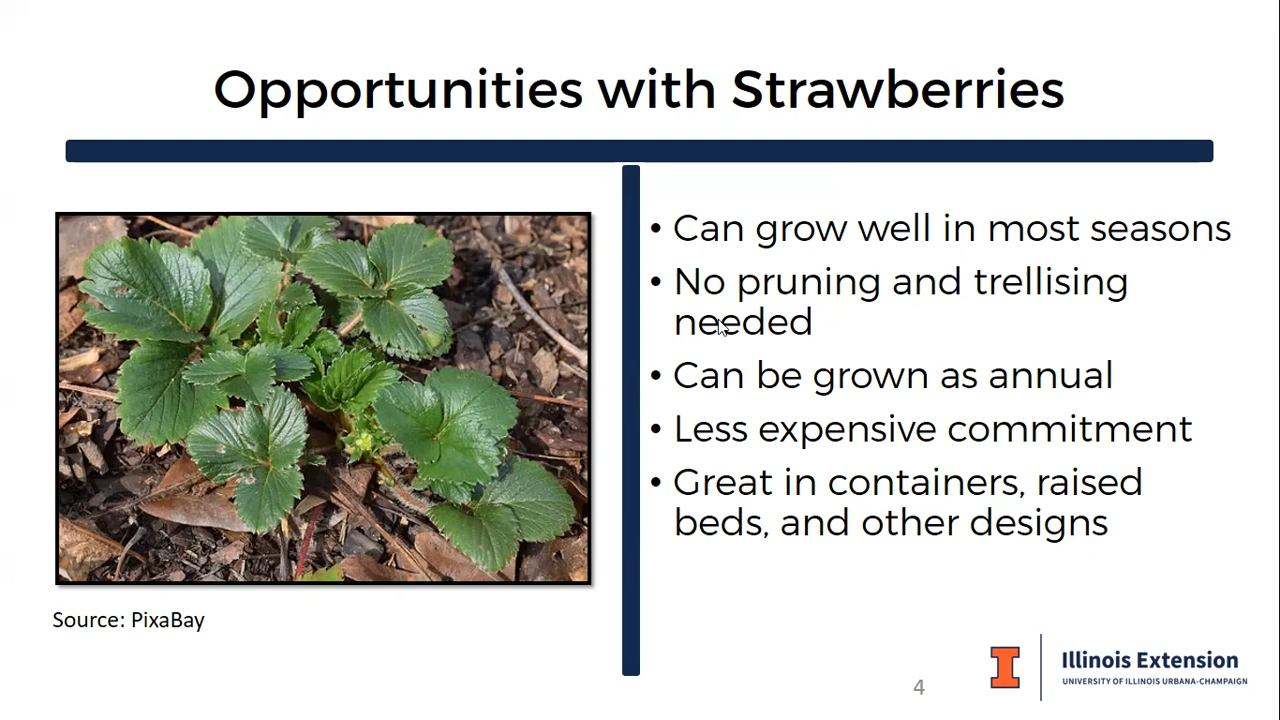 Opportunities with Strawberries
• Can grow well in most seasons
• No pruning and trellising
needed
• Can be grown as annual
• Less expensive commitment
• Great in containers, raised
beds, and other designs
Source: PixaBay
4
Illinois Extension
UNIVERSITY OF ILLINOIS URBANA-CHAMPAIGN